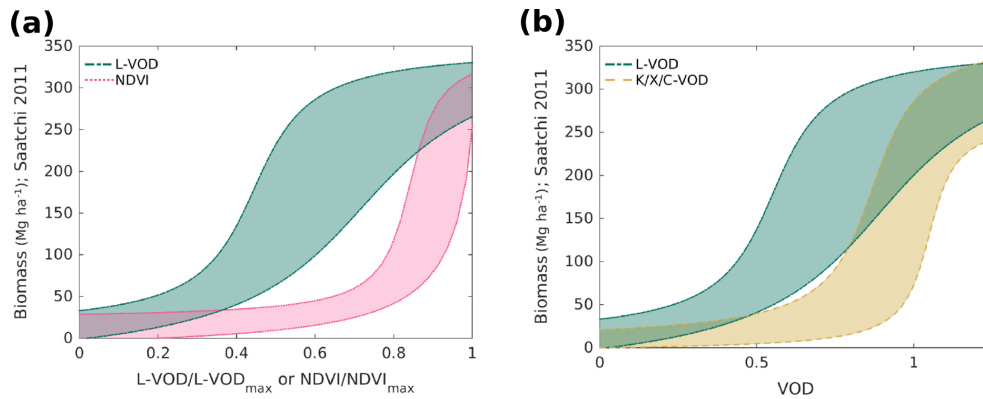 (a)
350
300
250
200
150
100
50
0
Biomass (Mg ha⁻¹); Saatchi 2011
L-VOD
NDVI
0 0.2 0.4 0.6 0.8 1
L-VOD/L-VODmax or NDVI/NDVImax
(b)
350
300
250
200
150
100
50
0
Biomass (Mg ha⁻¹); Saatchi 2011
L-VOD
K/X/C-VOD
0 0.5 1
VOD